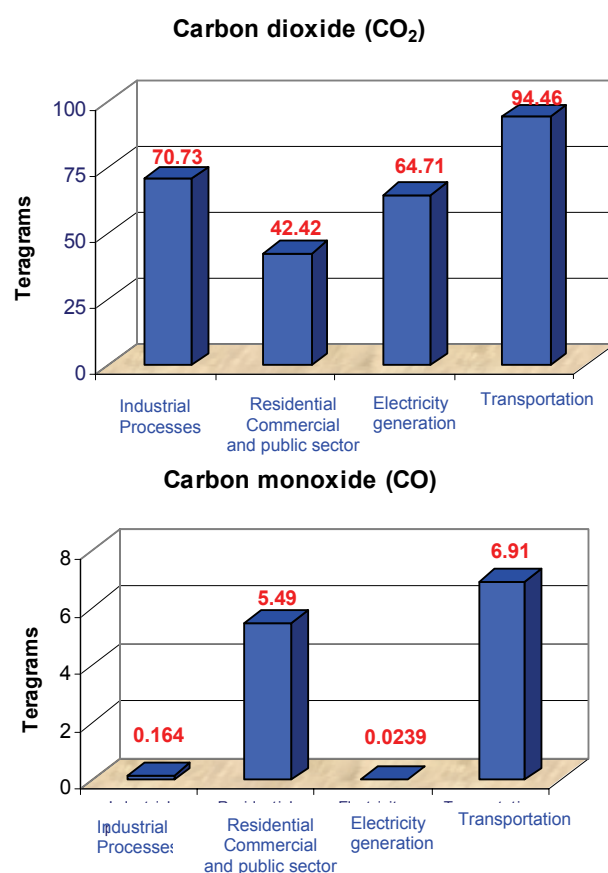 Carbon dioxide (CO₂)
Teragrams
100
75
50
25
0
70.73
42.42
64.71
94.46
Industrial
Processes
Residential
Commercial
and public sector
Electricity
generation
Transportation
Carbon monoxide (CO)
Teragrams
8
6
4
2
0
0.164
5.49
0.0239
6.91
Industrial
Processes
Residential
Commercial
and public sector
Electricity
generation
Transportation